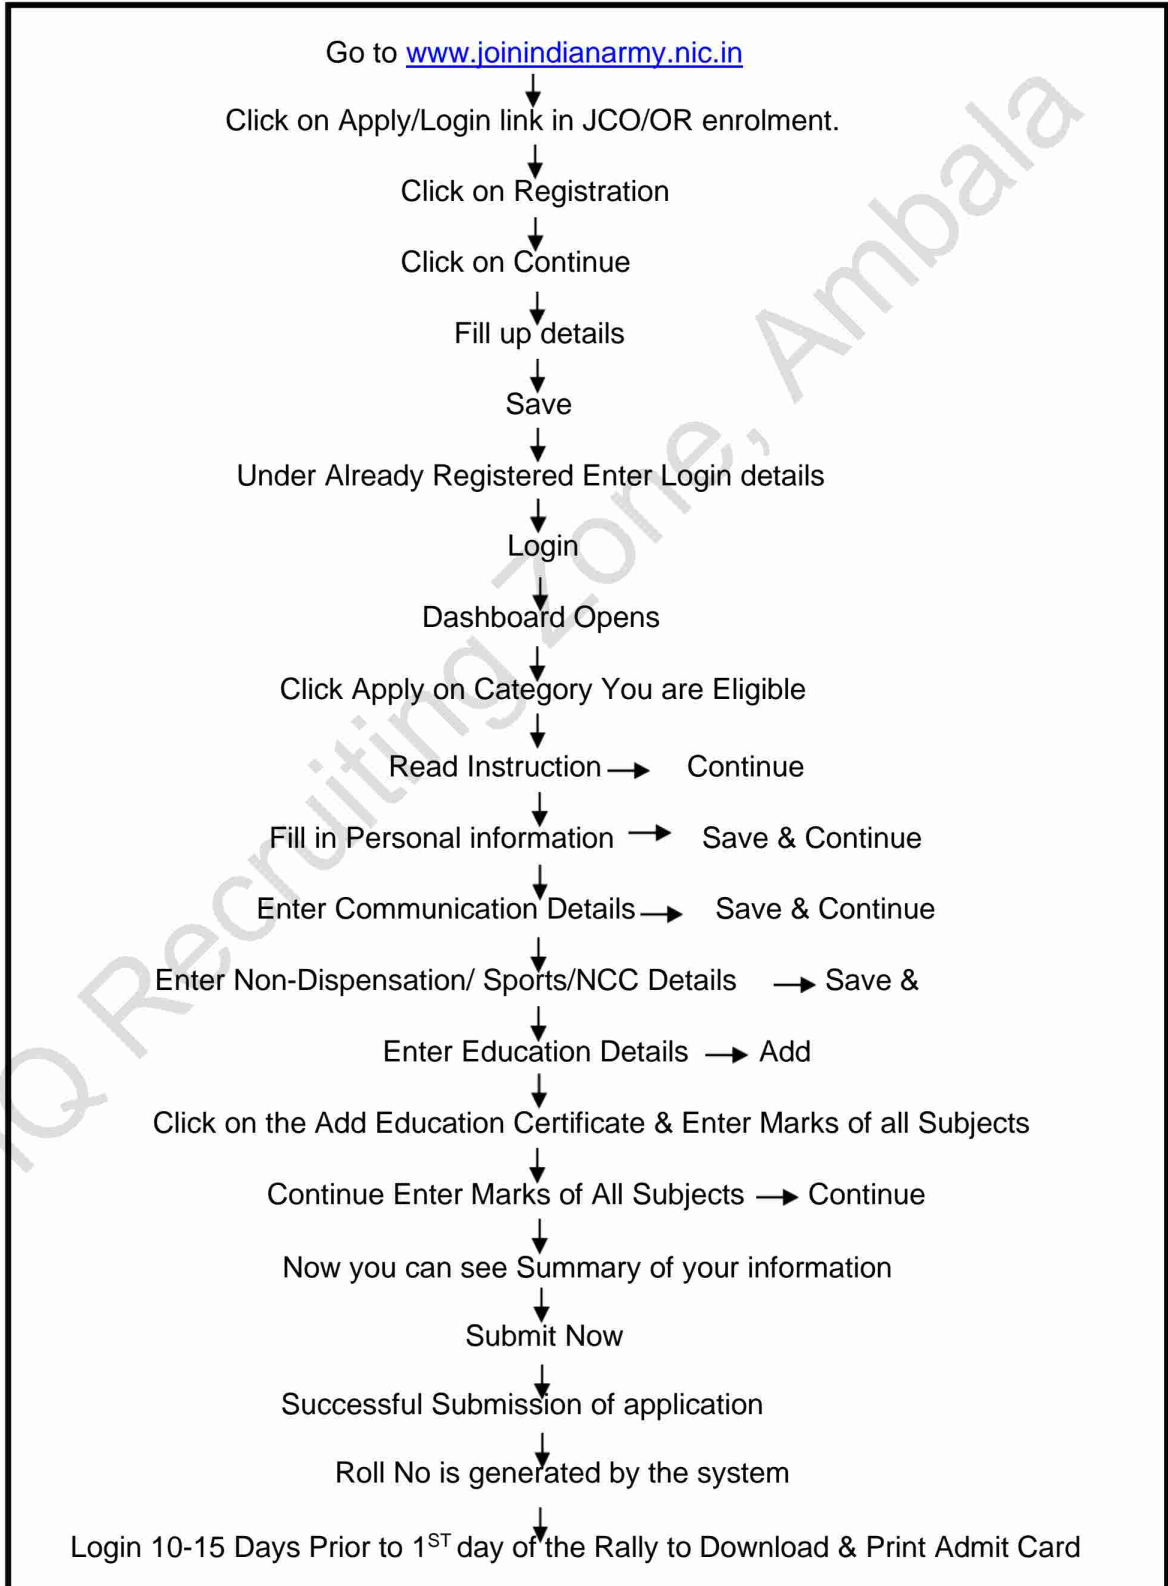 Go to www.joinindianarmy.nic.in
Click on Apply/Login link in JCO/OR enrolment.
Click on Registration
Click on Continue
Fill up details
Save
Under Already Registered Enter Login details
Login
Dashboard Opens
Click Apply on Category You are Eligible
Read Instruction → Continue
Fill in Personal information → Save & Continue
Enter Communication Details → Save & Continue
Enter Non-Dispensation/ Sports/NCC Details → Save &
Enter Education Details → Add
Click on the Add Education Certificate & Enter Marks of all Subjects
Continue Enter Marks of All Subjects → Continue
Now you can see Summary of your information
Submit Now
Successful Submission of application
Roll No is generated by the system
Login 10-15 Days Prior to 1ST day of the Rally to Download & Print Admit Card
Q Recruiting Zone, Ambala